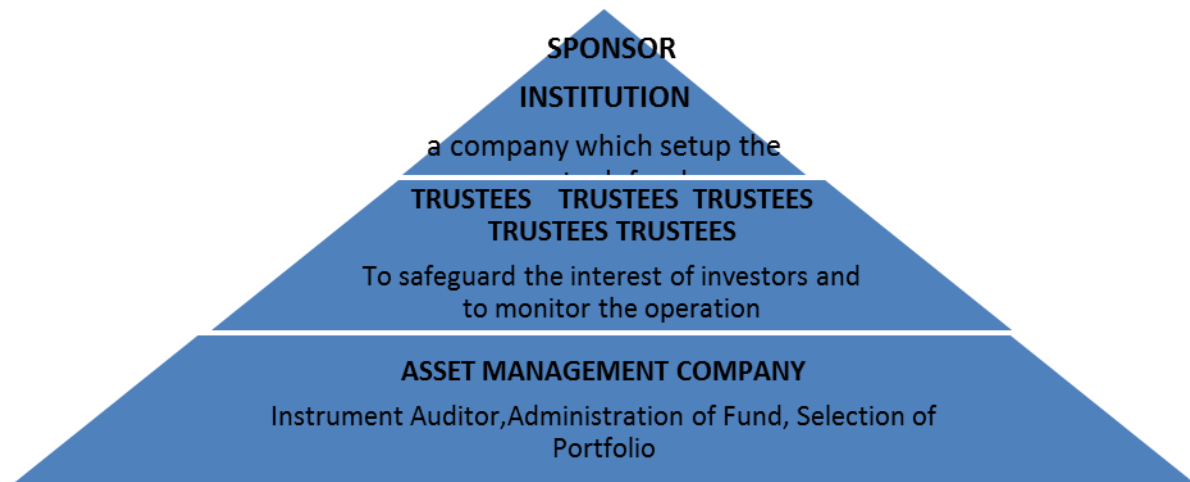 SPONSOR
INSTITUTION
a company which setup the
TRUSTEES TRUSTEES TRUSTEES
TRUSTEES TRUSTEES
To safeguard the interest of investors and
to monitor the operation
ASSET MANAGEMENT COMPANY
Instrument Auditor,Administration of Fund, Selection of
Portfolio